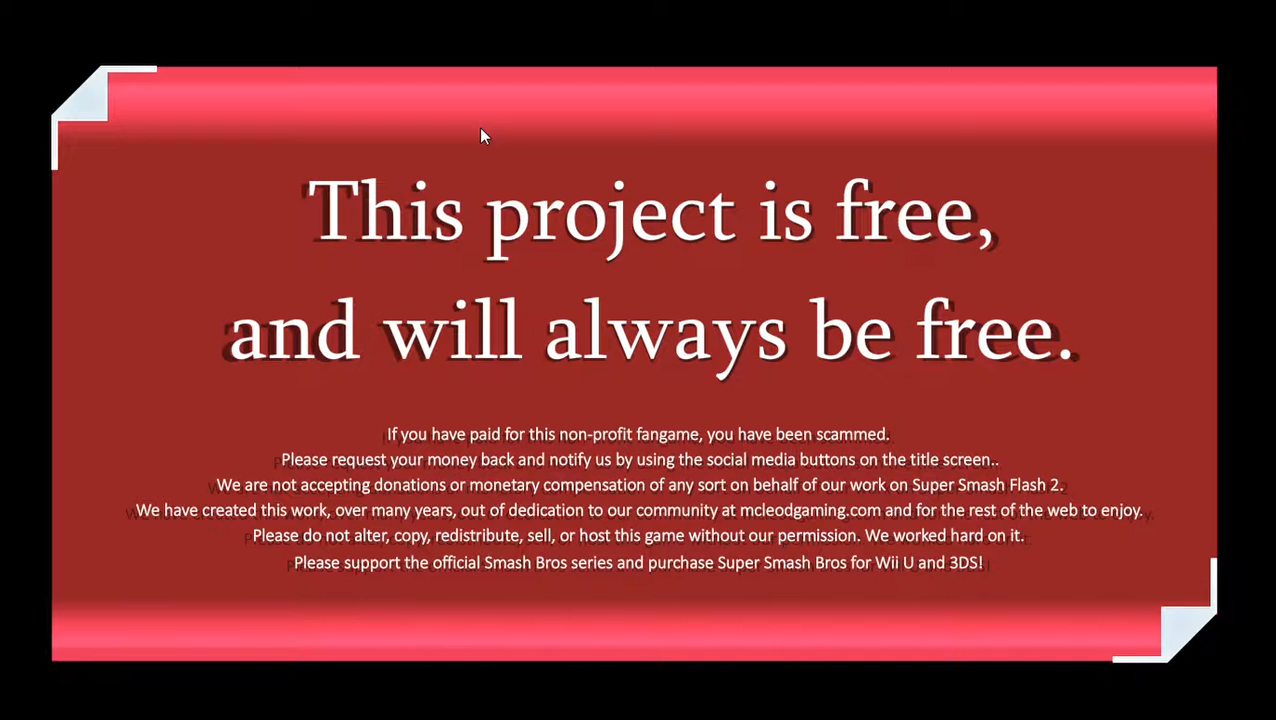 This project is free,
and will always be free.
If you have paid for this non-profit fangame, you have been scammed.
Please request your money back and notify us by using the social media buttons on the title screen..
We are not accepting donations or monetary compensation of any sort on behalf of our work on Super Smash Flash 2.
We have created this work, over many years, out of dedication to our community at mcleodgaming.com and for the rest of the web to enjoy.
Please do not alter, copy, redistribute, sell, or host this game without our permission. We worked hard on it.
Please support the official Smash Bros series and purchase Super Smash Bros for Wii U and 3DS!